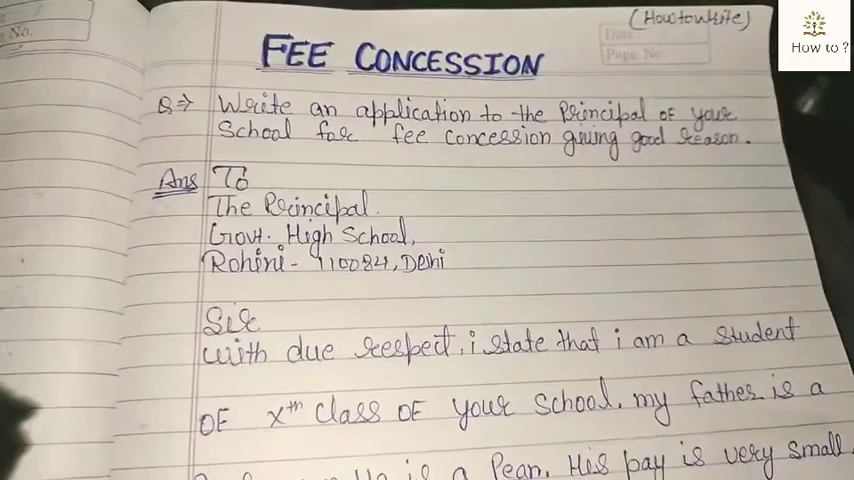 No.
(How to write)
Date
Page No
How to ?
FEE CONCESSION
Q⇒ Write an application to the Principal of your
School for fee concession giving good reason.
Ans To
The Principal.
Govt. High School,
Rohini - 110084, Delhi
Sir
with due respect, i state that i am a student
OF Xth class OF your School. my father is a
is a Pean. His pay is very small.